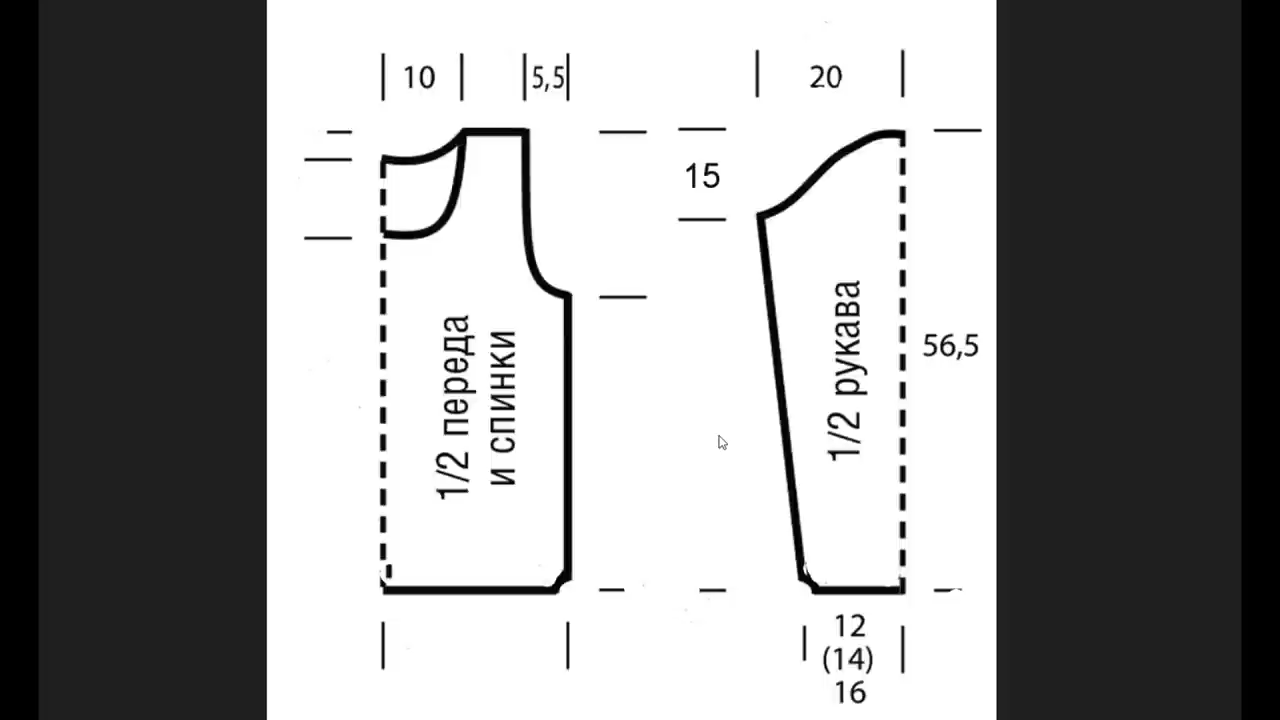 10
5,5
20
15
1/2 переда
и спинки
1/2 рукава
56,5
12
(14)
16